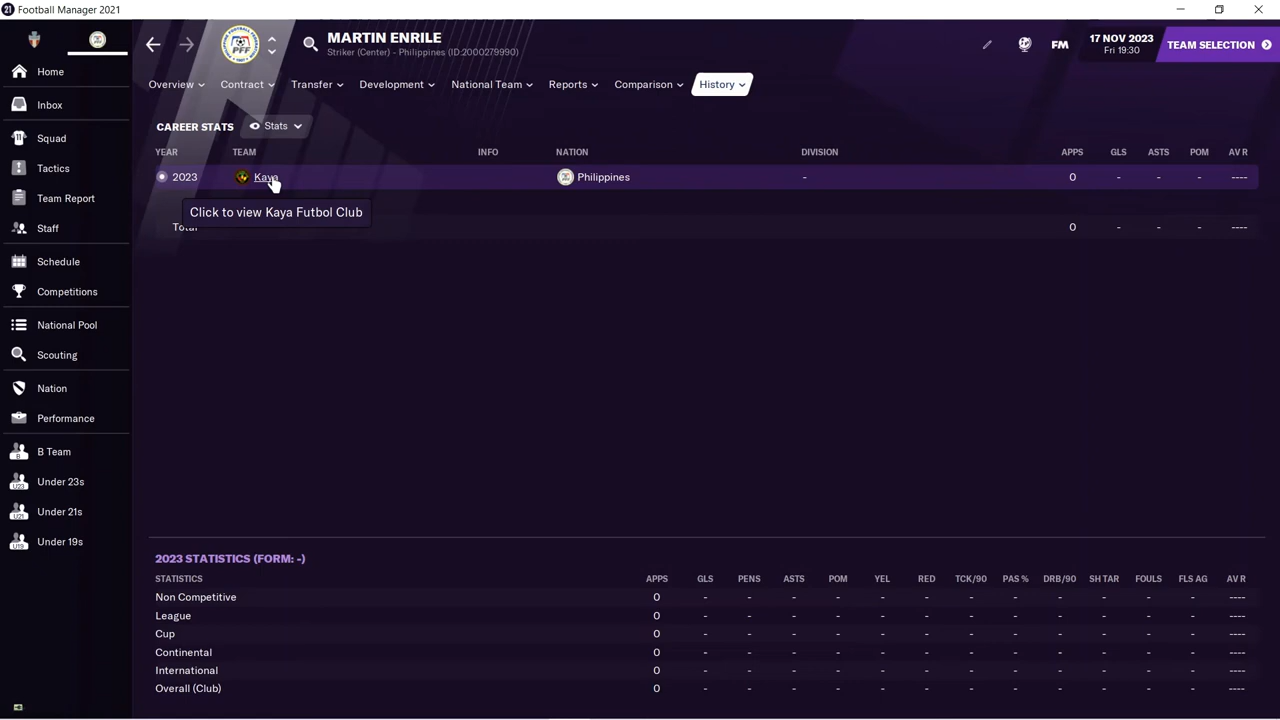 21 Football Manager 2021
MARTIN ENRILE
Striker (Center) - Philippines (ID:2000279990)
FM
17 NOV 2023
Fri 19:30
TEAM SELECTION
Home
Inbox
Squad
Tactics
Team Report
Staff
Schedule
Competitions
National Pool
Scouting
Nation
Performance
B Team
Under 23s
Under 21s
Under 19s
Overview Contract Transfer Development National Team Reports Comparison History
CAREER STATS Stats
YEAR TEAM INFO NATION DIVISION APPS GLS ASTS POM AV R
2023 Kaya Philippines - 0 - - - ----
Click to view Kaya Futbol Club
Total 0 - - - ----
2023 STATISTICS (FORM: -)
STATISTICS APPS GLS PENS ASTS POM YEL RED TCK/90 PAS % DRB/90 SH TAR FOULS FLS AG AV R
Non Competitive 0 - - - - - - - - - - - - ----
League 0 - - - - - - - - - - - - ----
Cup 0 - - - - - - - - - - - - ----
Continental 0 - - - - - - - - - - - - ----
International 0 - - - - - - - - - - - - ----
Overall (Club) 0 - - - - - - - - - - - - ----